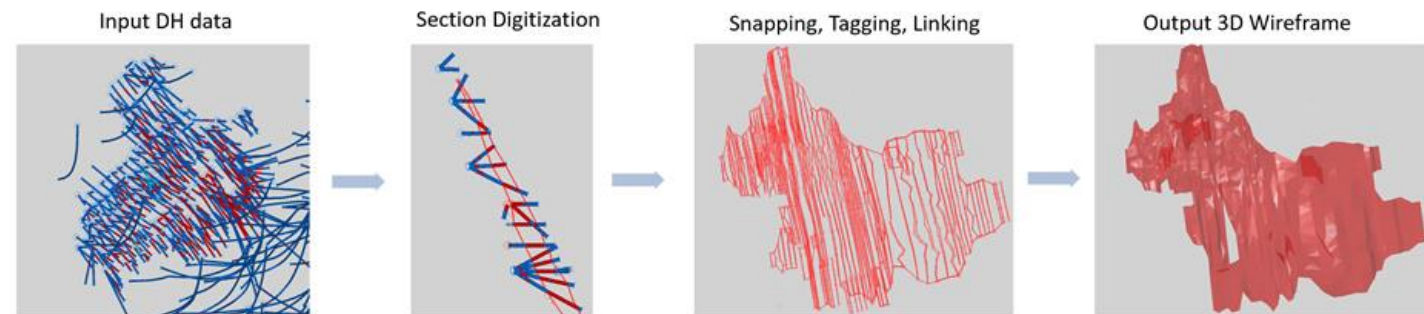 Input DH data
Section Digitization
Snapping, Tagging, Linking
Output 3D Wireframe